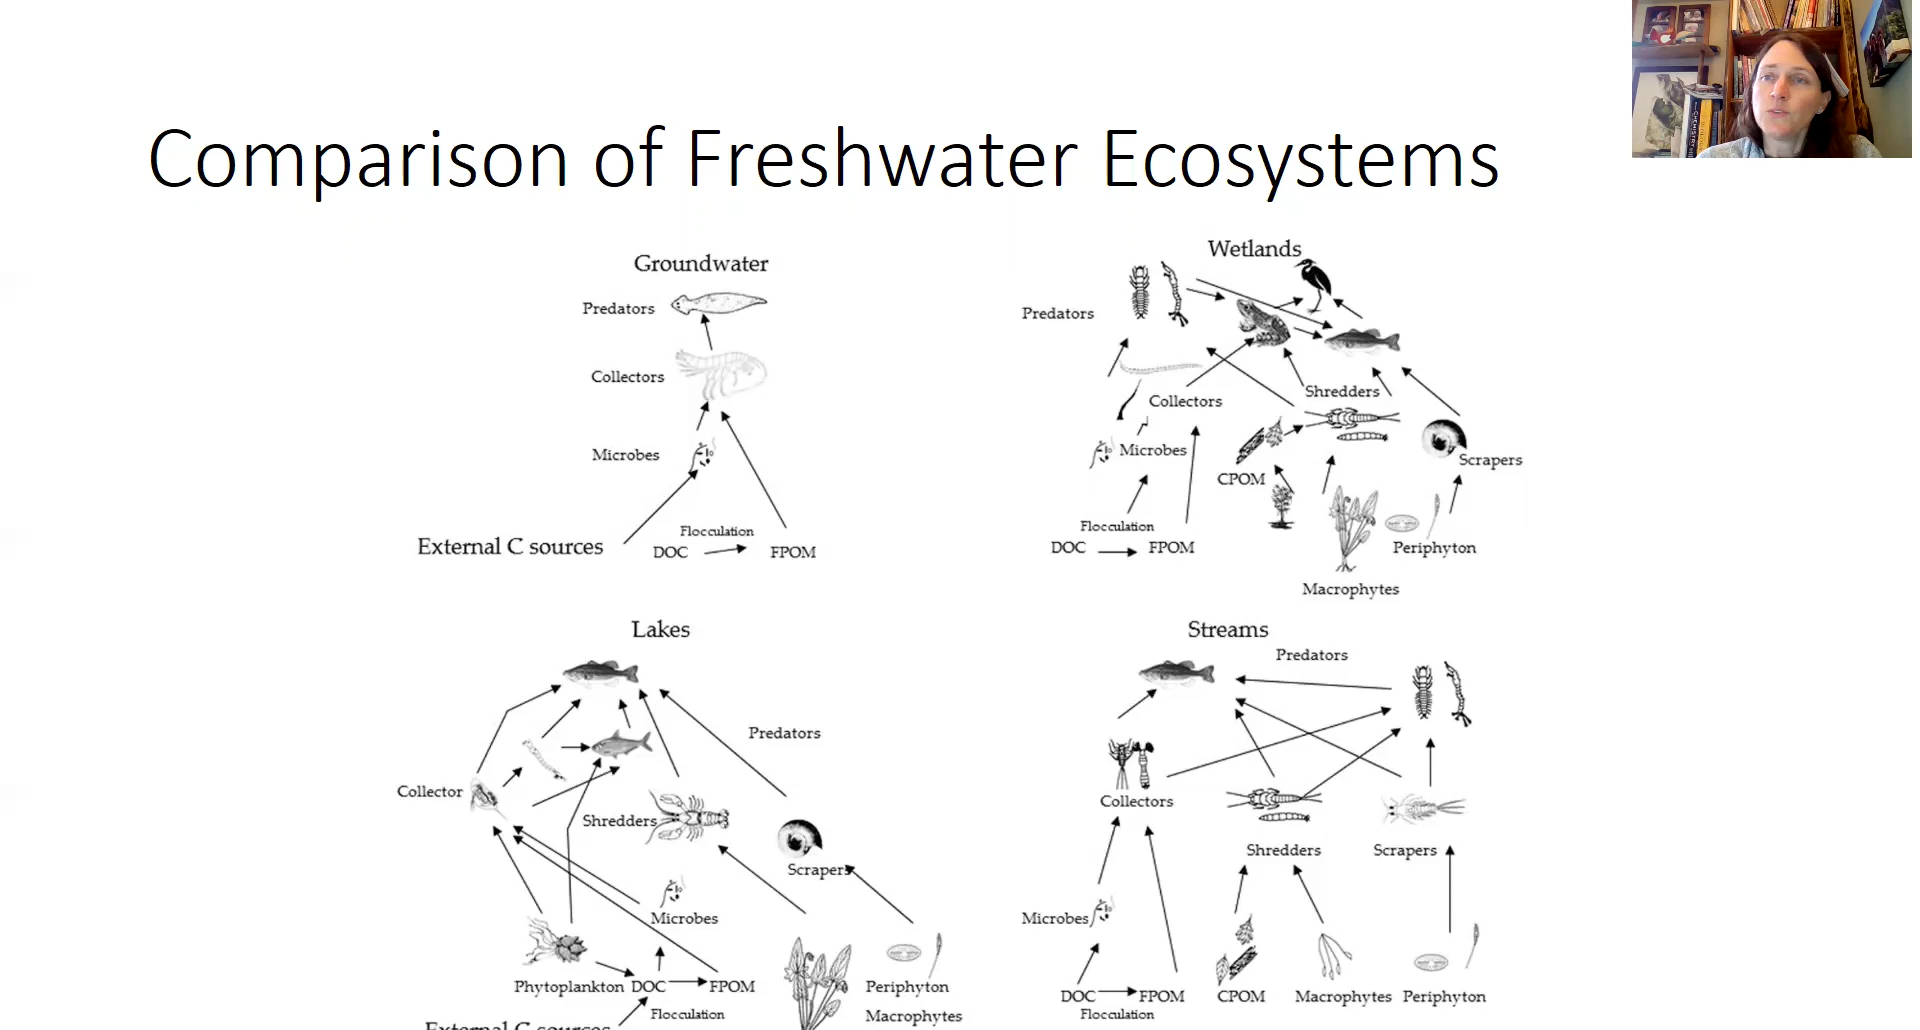 Comparison of Freshwater Ecosystems
Groundwater
Predators
Collectors
Microbes
Flocculation
External C sources
DOC
FPOM
Wetlands
Predators
Shredders
Collectors
Microbes
Scrapers
CPOM
Flocculation
DOC
FPOM
Periphyton
Macrophytes
Lakes
Predators
Collector
Shredders
Scrapers
Microbes
Phytoplankton
DOC
FPOM
Periphyton
Flocculation
Macrophytes
External C sources
Streams
Predators
Collectors
Shredders
Scrapers
Microbes
DOC
FPOM
CPOM
Macrophytes
Periphyton
Flocculation